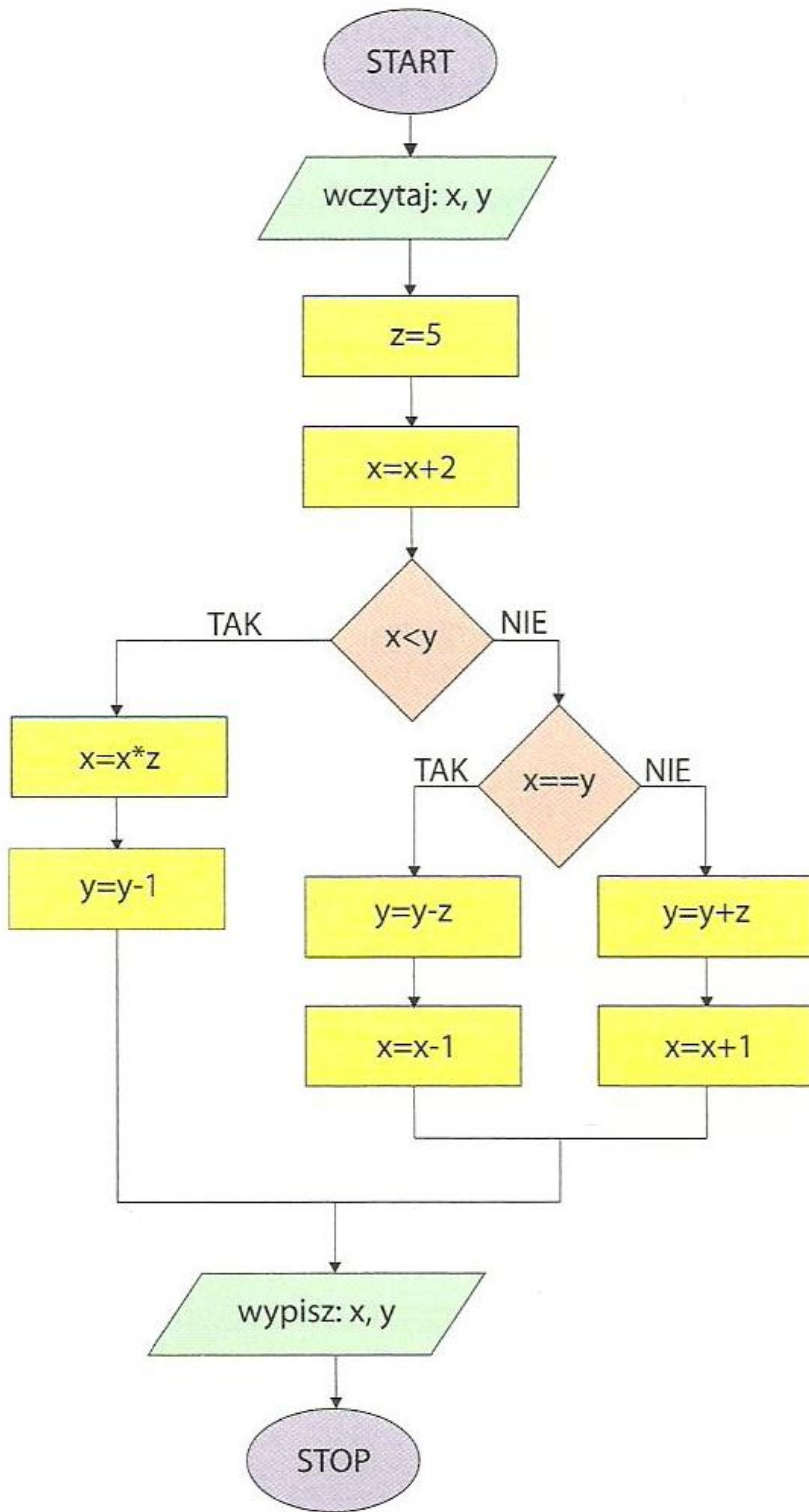 START
wczytaj: x, y
z=5
x=x+2
x<y
TAK
NIE
x=x*z
y=y-1
x==y
TAK
NIE
y=y-z
x=x-1
y=y+z
x=x+1
wypisz: x, y
STOP